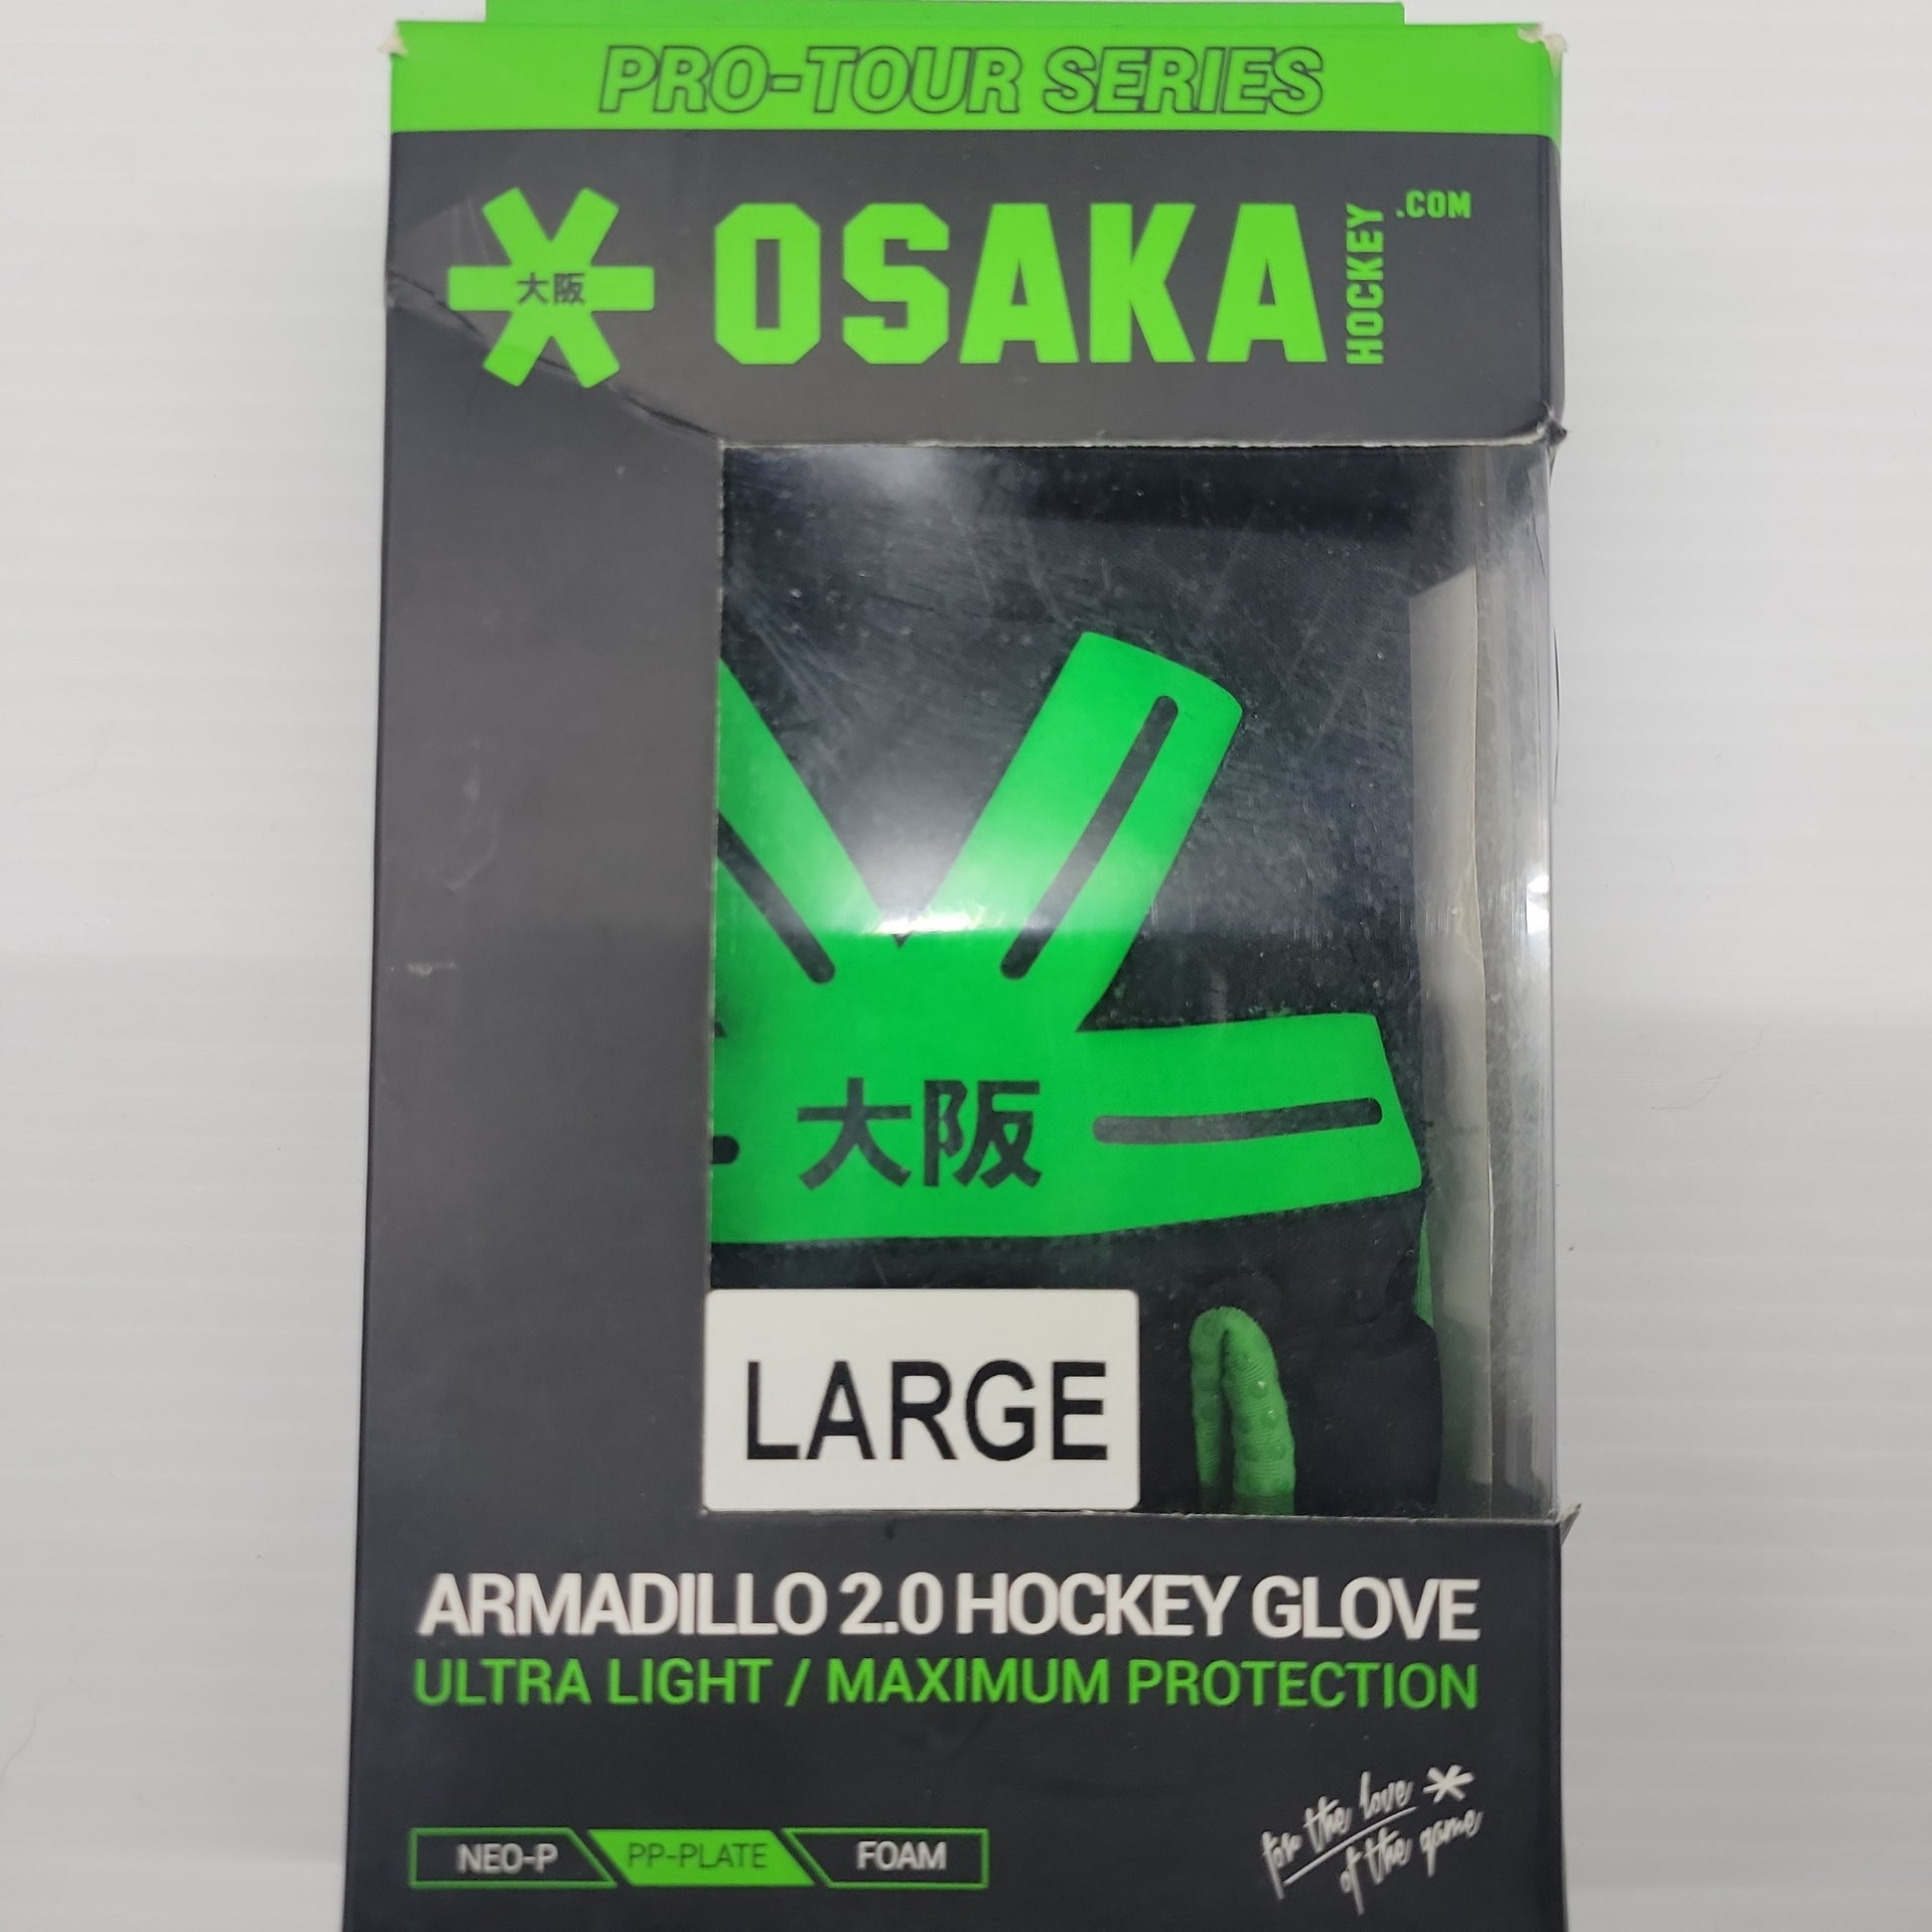 PRO-TOUR SERIES
大阪
OSAKA HOCKEY .COM
大阪
LARGE
ARMADILLO 2.0 HOCKEY GLOVE
ULTRA LIGHT / MAXIMUM PROTECTION
for the love
of the game
NEO-P PP-PLATE FOAM